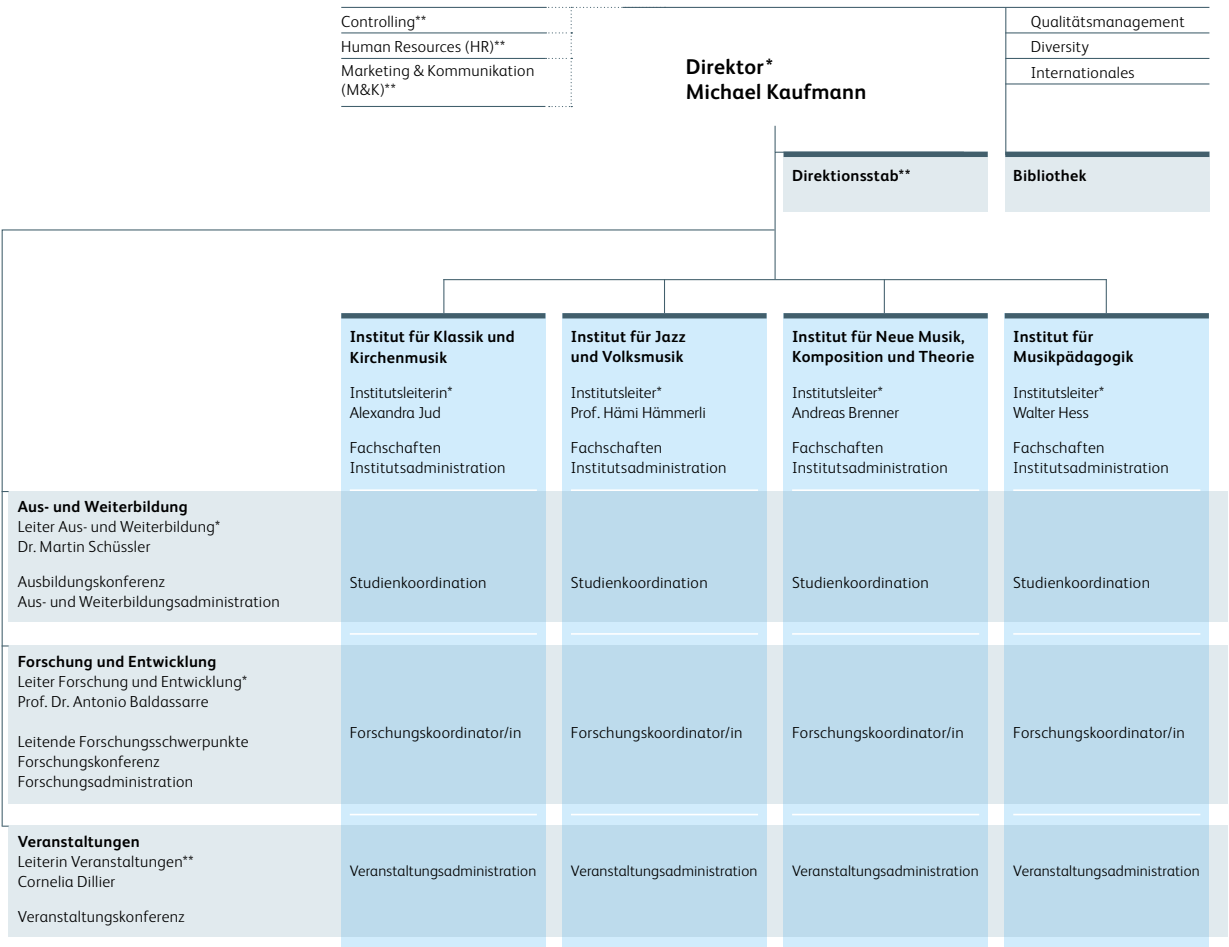 Controlling**
Human Resources (HR)**
Marketing & Kommunikation
(M&K)**
Direktor*
Michael Kaufmann
Qualitätsmanagement
Diversity
Internationales
Direktionsstab**
Bibliothek
Institut für Klassik und
Kirchenmusik
Institutsleiterin*
Alexandra Jud
Fachschaften
Institutsadministration
Institut für Jazz
und Volksmusik
Institutsleiter*
Prof. Hämi Hämmerli
Fachschaften
Institutsadministration
Institut für Neue Musik,
Komposition und Theorie
Institutsleiter*
Andreas Brenner
Fachschaften
Institutsadministration
Institut für
Musikpädagogik
Institutsleiter*
Walter Hess
Fachschaften
Institutsadministration
Aus- und Weiterbildung
Leiter Aus- und Weiterbildung*
Dr. Martin Schüssler
Ausbildungskonferenz
Aus- und Weiterbildungsadministration
Studienkoordination
Studienkoordination
Studienkoordination
Studienkoordination
Forschung und Entwicklung
Leiter Forschung und Entwicklung*
Prof. Dr. Antonio Baldassarre
Leitende Forschungsschwerpunkte
Forschungskonferenz
Forschungsadministration
Forschungskoordinator/in
Forschungskoordinator/in
Forschungskoordinator/in
Forschungskoordinator/in
Veranstaltungen
Leiterin Veranstaltungen**
Cornelia Dillier
Veranstaltungskonferenz
Veranstaltungsadministration
Veranstaltungsadministration
Veranstaltungsadministration
Veranstaltungsadministration